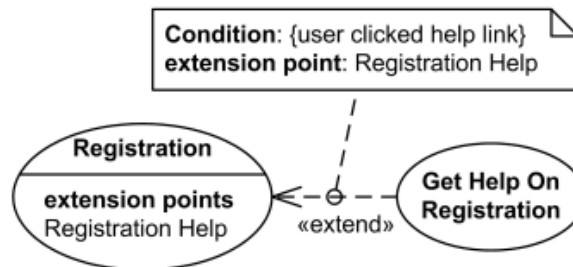 Condition: {user clicked help link}
extension point: Registration Help
Registration
extension points
Registration Help
«extend»
Get Help On
Registration